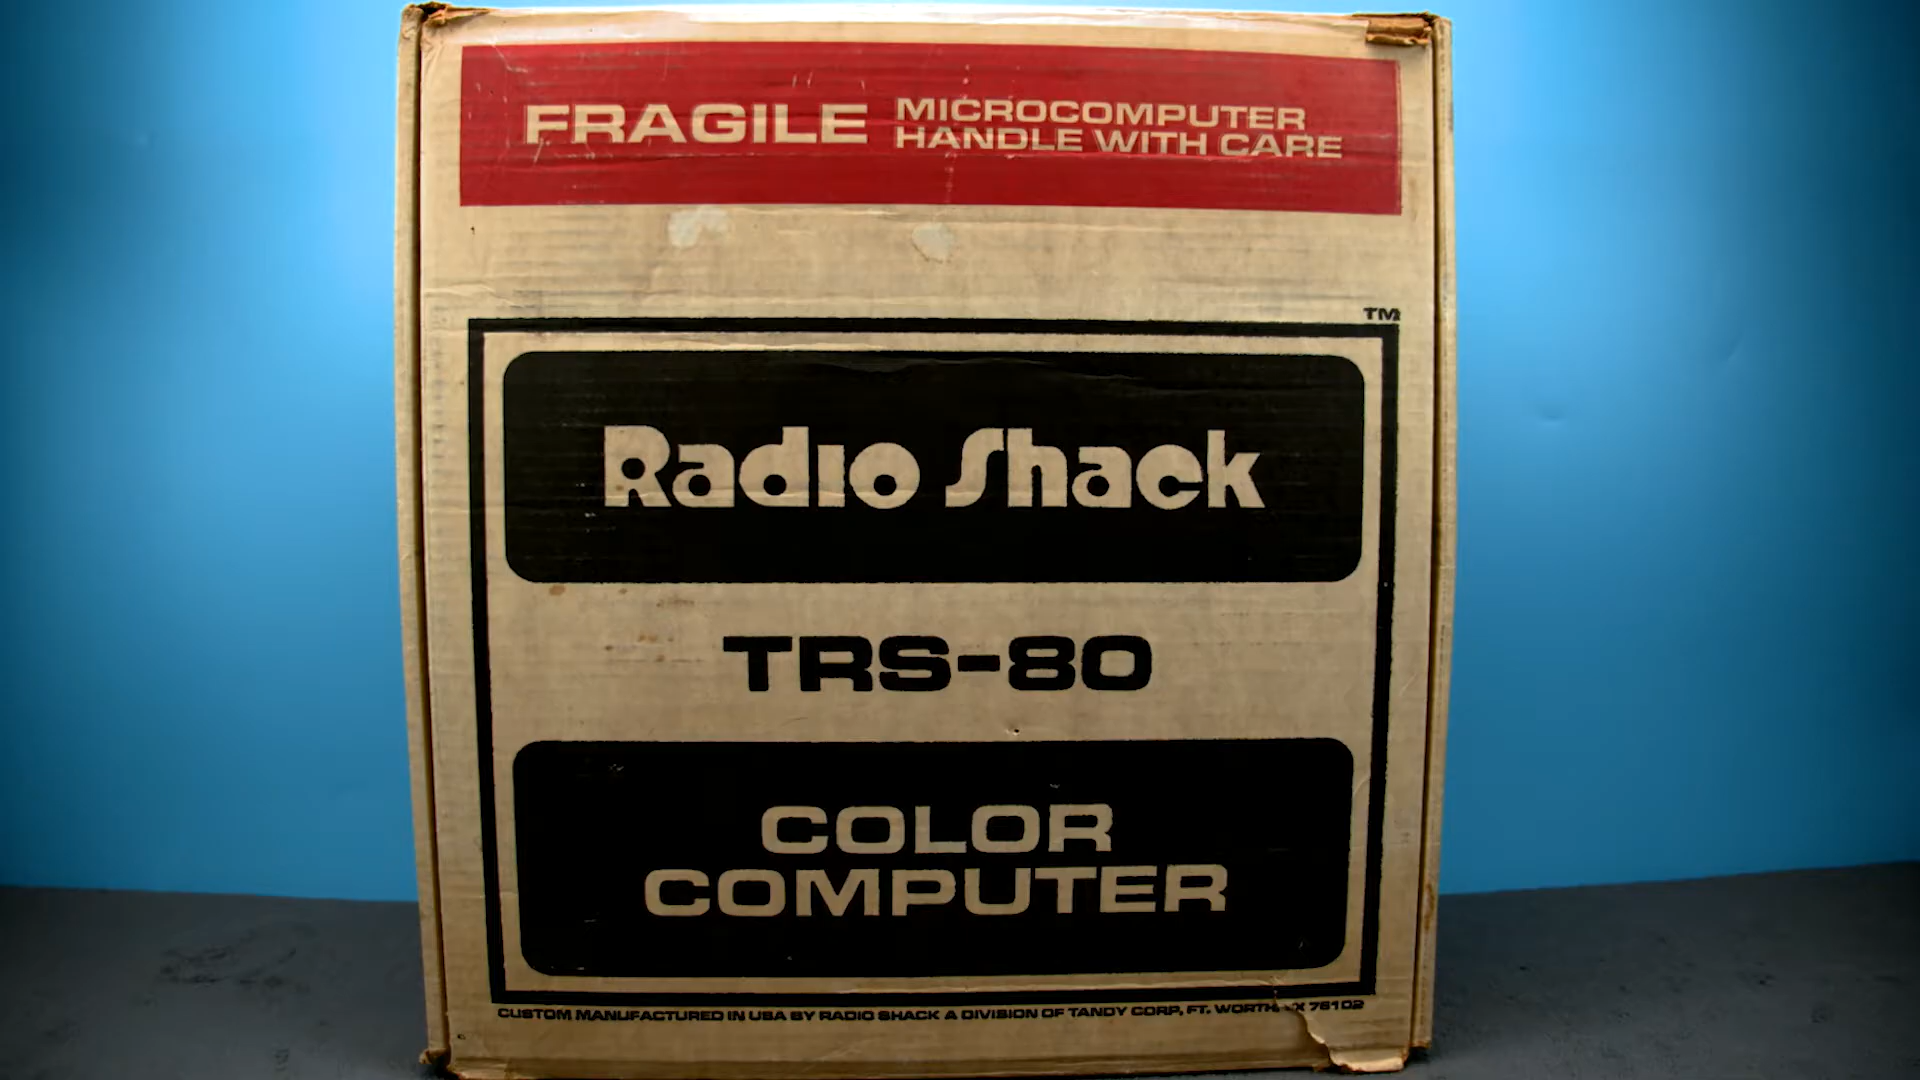 FRAGILE MICROCOMPUTER
HANDLE WITH CARE
TM
Radio Shack
TRS-80
COLOR
COMPUTER
CUSTOM MANUFACTURED IN USA BY RADIO SHACK A DIVISION OF TANDY CORP, FT. WORTH, 76102